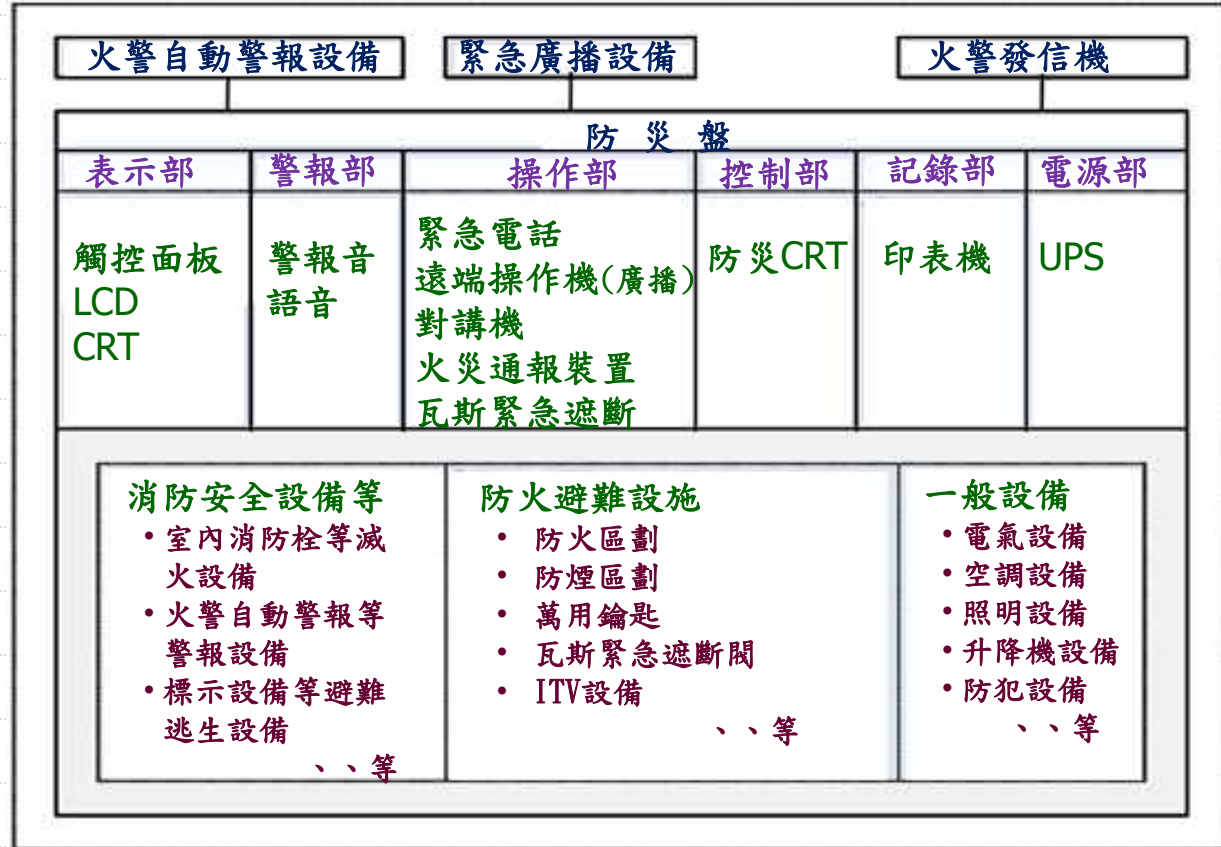 火警自動警報設備
緊急廣播設備
火警發信機
防 災 盤
表示部
警報部
操作部
控制部
記錄部
電源部
觸控面板
LCD
CRT
警報音
語音
緊急電話
遠端操作機(廣播)
對講機
火災通報裝置
瓦斯緊急遮斷
防災CRT
印表機
UPS
消防安全設備等
•室內消防栓等滅
火設備
•火警自動警報等
警報設備
•標示設備等避難
逃生設備
、、等
防火避難設施
• 防火區劃
• 防煙區劃
• 萬用鑰匙
• 瓦斯緊急遮斷閥
• ITV設備
、、等
一般設備
•電氣設備
•空調設備
•照明設備
•升降機設備
•防犯設備
、、等